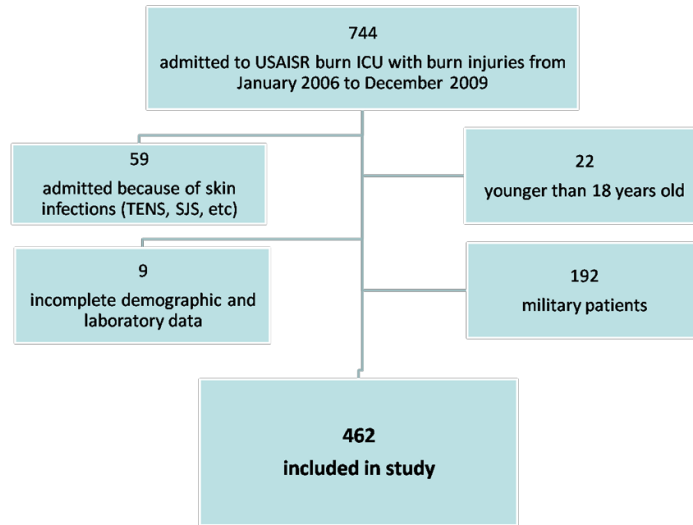 744
admitted to USAISR burn ICU with burn injuries from
January 2006 to December 2009
59
admitted because of skin
infections (TENS, SJS, etc)
22
younger than 18 years old
9
incomplete demographic and
laboratory data
192
military patients
462
included in study